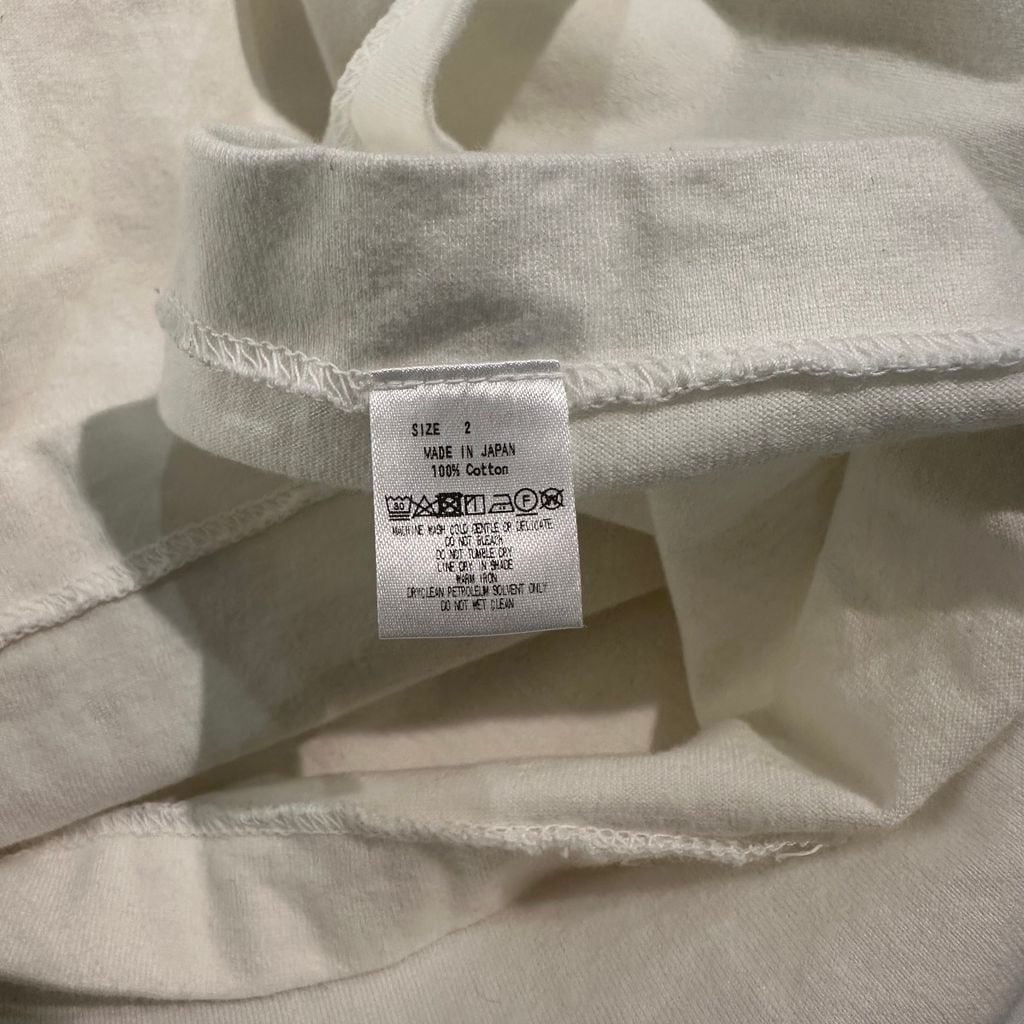 SIZE 2
MADE IN JAPAN
100% Cotton
MACHINE WASH COLD GENTLE OR DELICATE
DO NOT BLEACH
DO NOT TUMBLE DRY
LINE DRY IN SHADE
WARM IRON
DRYCLEAN PETROLEUM SOLVENT ONLY
DO NOT WET CLEAN